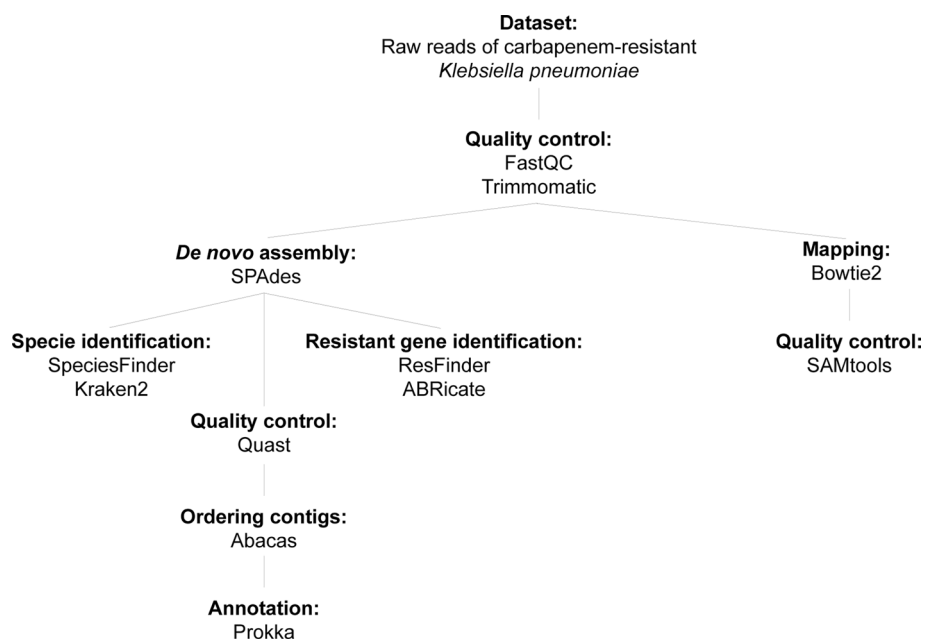 Dataset:
Raw reads of carbapenem-resistant
Klebsiella pneumoniae
Quality control:
FastQC
Trimmomatic
De novo assembly:
SPAdes
Mapping:
Bowtie2
Specie identification:
SpeciesFinder
Kraken2
Resistant gene identification:
ResFinder
ABRicate
Quality control:
SAMtools
Quality control:
Quast
Ordering contigs:
Abacas
Annotation:
Prokka